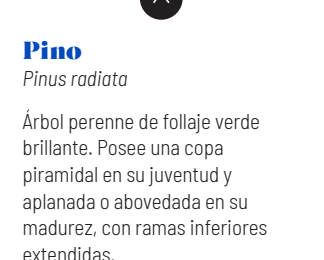 Pino
Pinus radiata
Árbol perenne de follaje verde
brillante. Posee una copa
piramidal en su juventud y
aplanada o abovedada en su
madurez, con ramas inferiores
extendidas.